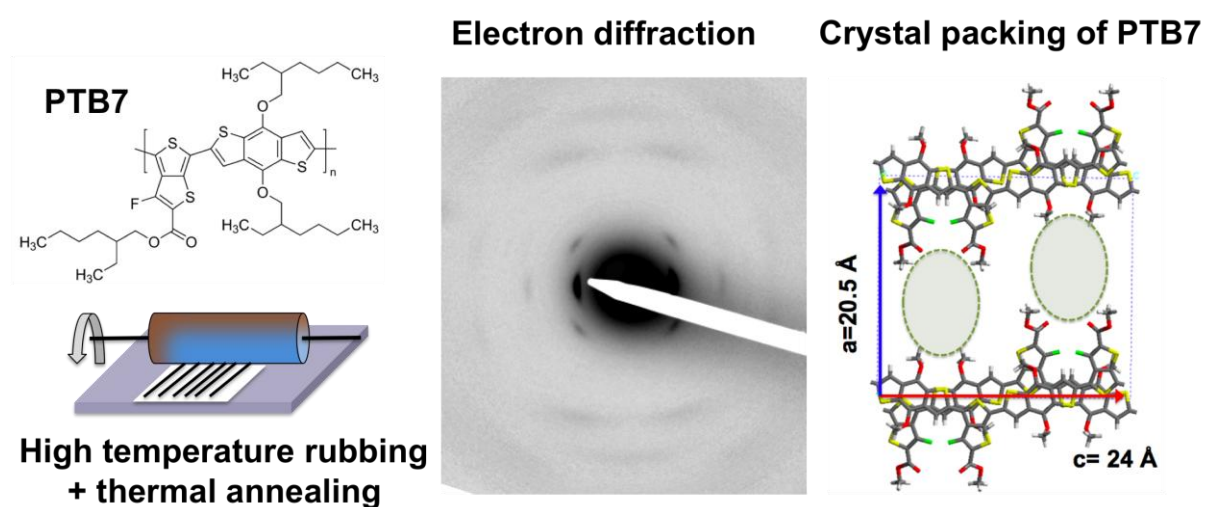 Electron diffraction
Crystal packing of PTB7
PTB7
H₃C
CH₃
H₃C
CH₃
O
S
S
S
F
S
O
n
O
O
H₃C
CH₃
H₃C
CH₃
High temperature rubbing
+ thermal annealing
a=20.5 Å
c= 24 Å